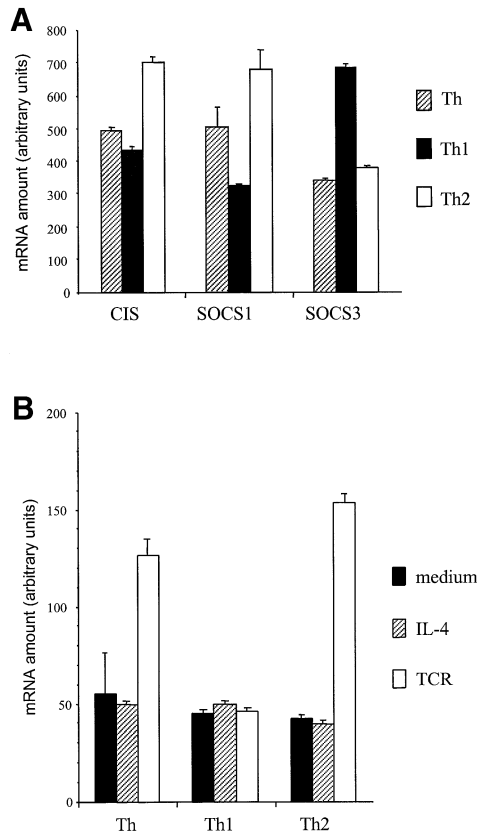 A
mRNA amount (arbitrary units)
800
700
600
500
400
300
200
100
0
CIS SOCS1 SOCS3
Th
Th1
Th2
B
mRNA amount (arbitrary units)
200
150
100
50
0
Th Th1 Th2
medium
IL-4
TCR